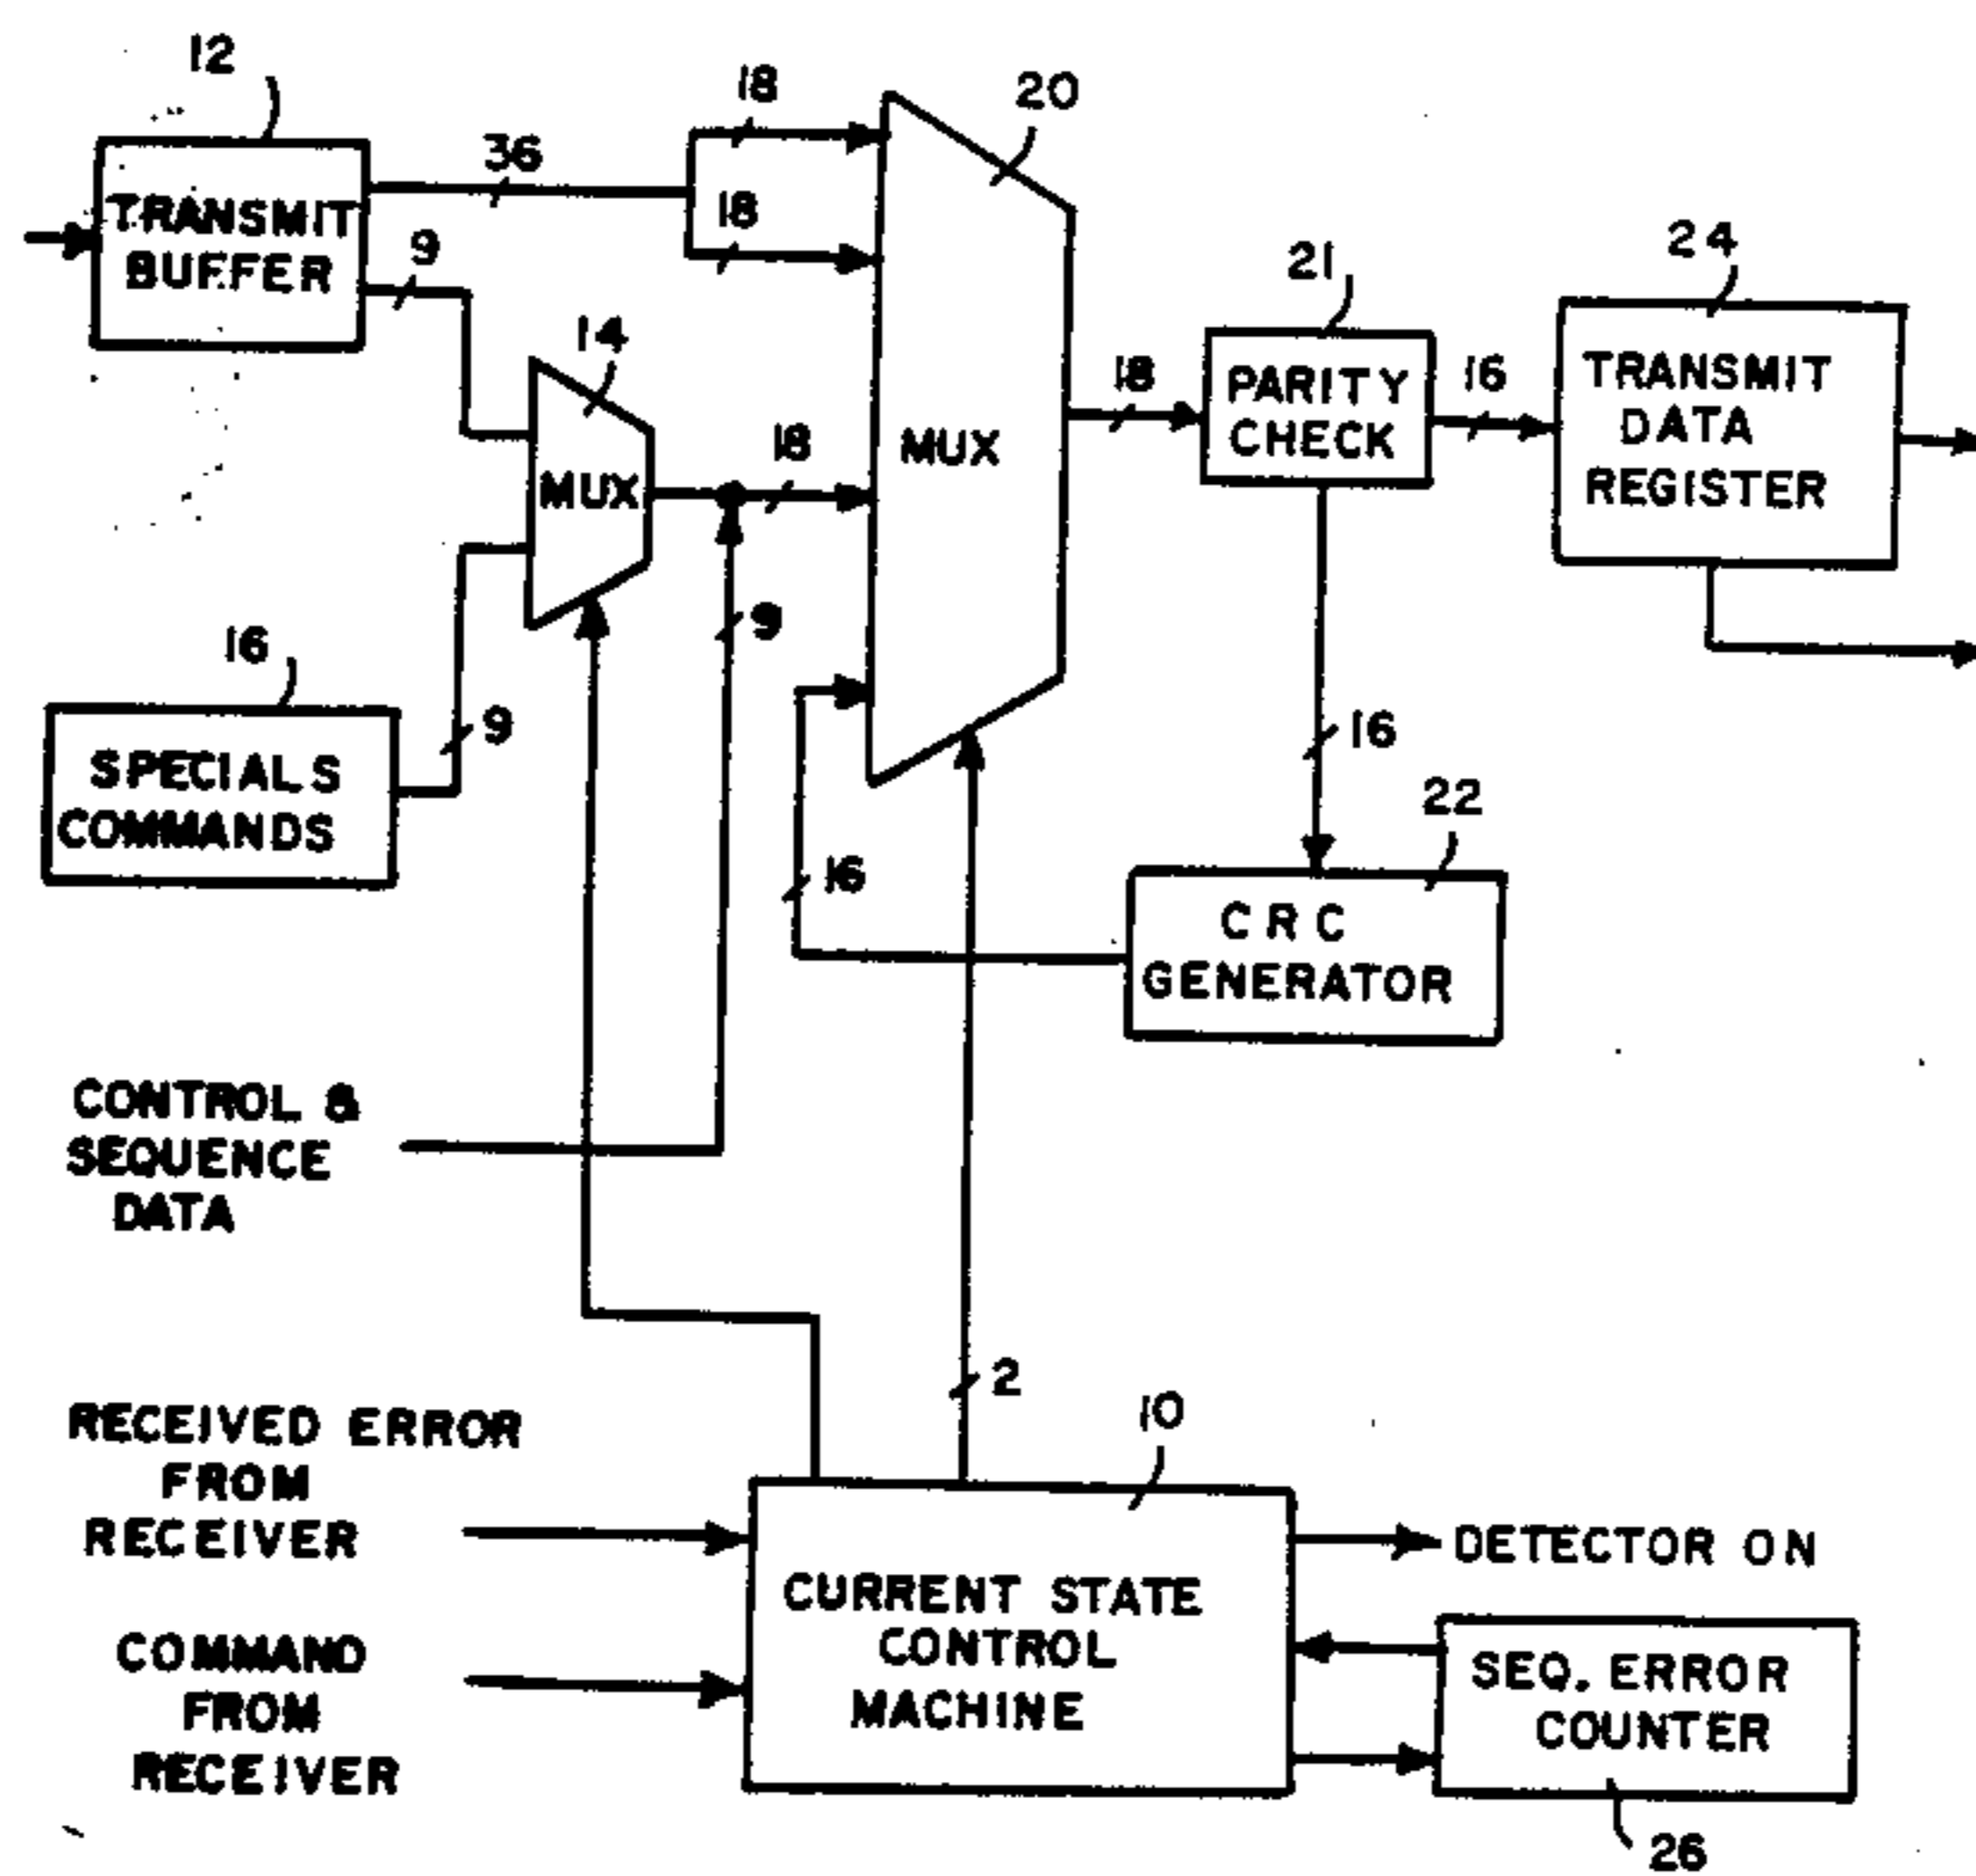 12
TRANSMIT
BUFFER
36
9
18
18
20
14
MUX
18
MUX
18
21
PARITY
CHECK
16
24
TRANSMIT
DATA
REGISTER
16
SPECIALS
COMMANDS
9
9
16
16
22
CRC
GENERATOR
CONTROL &
SEQUENCE
DATA
2
10
RECEIVED ERROR
FROM
RECEIVER
COMMAND
FROM
RECEIVER
CURRENT STATE
CONTROL
MACHINE
DETECTOR ON
SEQ. ERROR
COUNTER
26